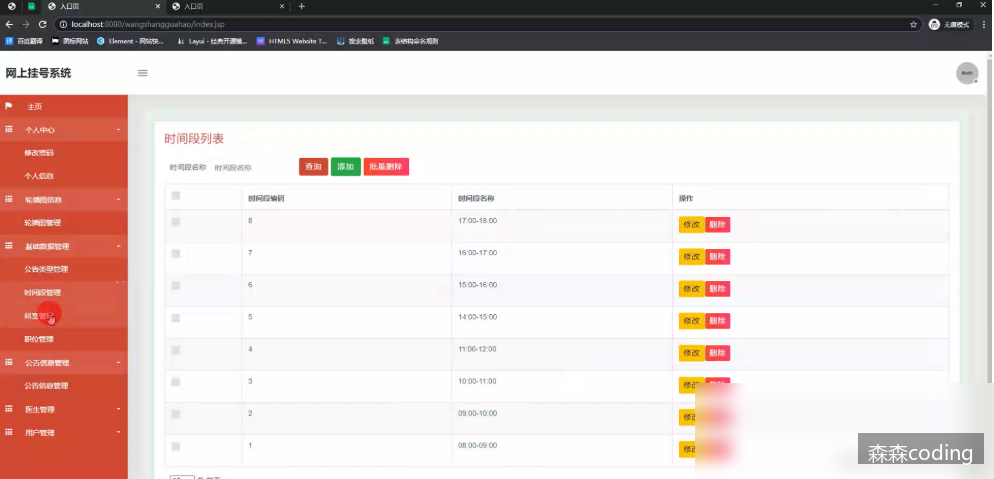 入口页
入口页
localhost:8080/wangshangguahao/index.jsp
无痕模式
百度翻译 图标网站 Element - 网站快... Layui - 经典开源模... HTML5 Website T... 搜索壁纸 表结构命名规则
网上挂号系统
主页
个人中心
修改密码
个人信息
轮播图信息
轮播图管理
基础数据管理
公告类型管理
时间段管理
科室管理
职位管理
公告信息管理
公告信息管理
医生管理
用户管理
时间段列表
时间段名称 时间段名称 查询 添加 批量删除
时间段编码 时间段名称 操作
8 17:00-18:00 修改 删除
7 16:00-17:00 修改 删除
6 15:00-16:00 修改 删除
5 14:00-15:00 修改 删除
4 11:00-12:00 修改 删除
3 10:00-11:00 修改 删除
2 09:00-10:00
1 08:00-09:00
森森coding